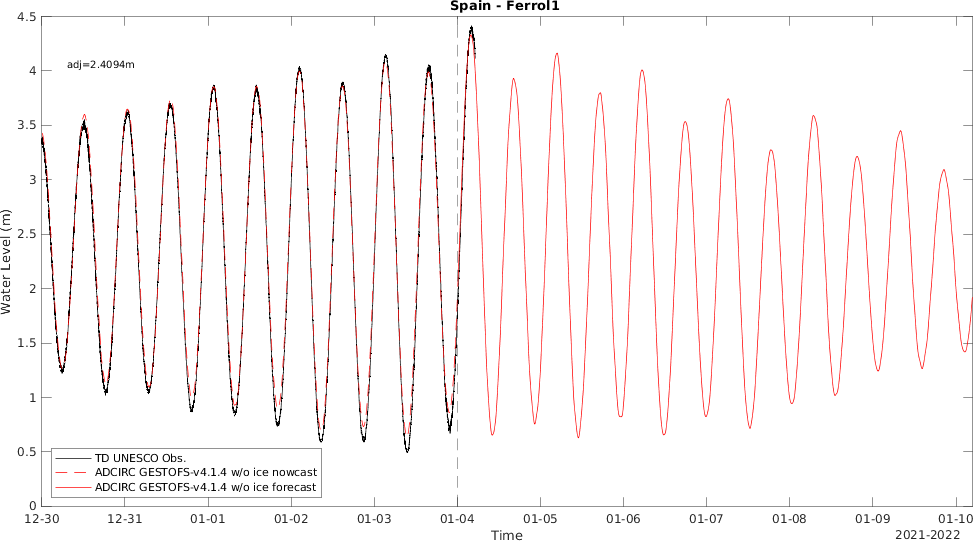 Spain - Ferrol1
4.5
4
3.5
3
2.5
2
1.5
1
0.5
0
Water Level (m)
adj=2.4094m
TD UNESCO Obs.
ADCIRC GESTOFS-v4.1.4 w/o ice nowcast
ADCIRC GESTOFS-v4.1.4 w/o ice forecast
12-30 12-31 01-01 01-02 01-03 01-04 01-05 01-06 01-07 01-08 01-09 01-10
Time
2021-2022